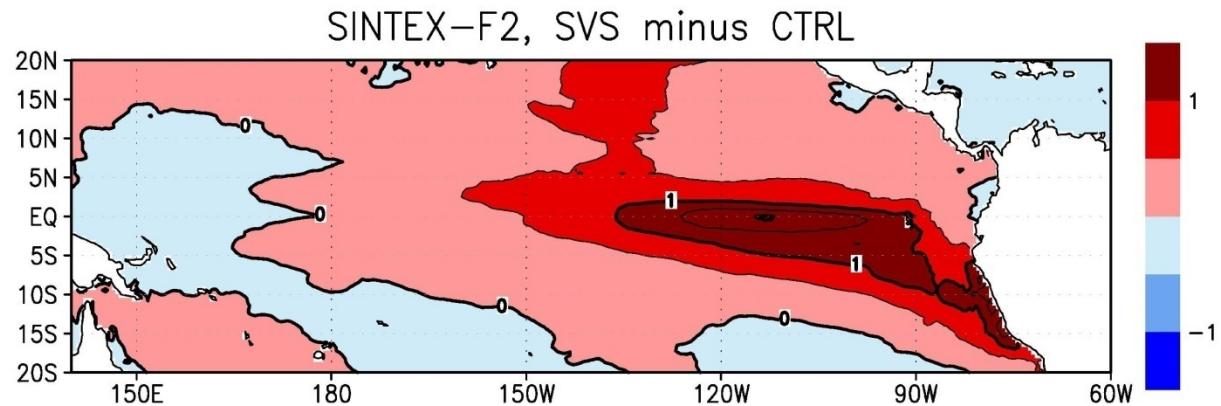 SINTEX-F2, SVS minus CTRL
20N
15N
10N
5N
EQ
5S
10S
15S
20S
150E 180 150W 120W 90W 60W
0
0
0
0
1
1
1
-1